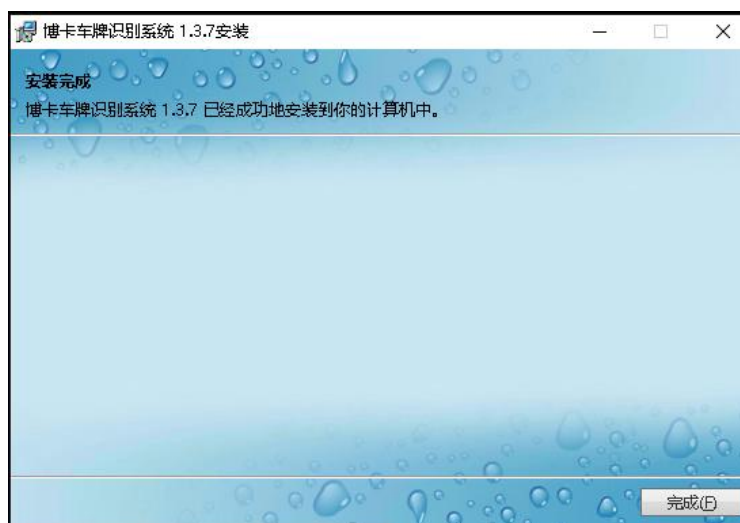 博卡车牌识别系统 1.3.7安装
安装完成
博卡车牌识别系统 1.3.7 已经成功地安装到你的计算机中。
完成(F)